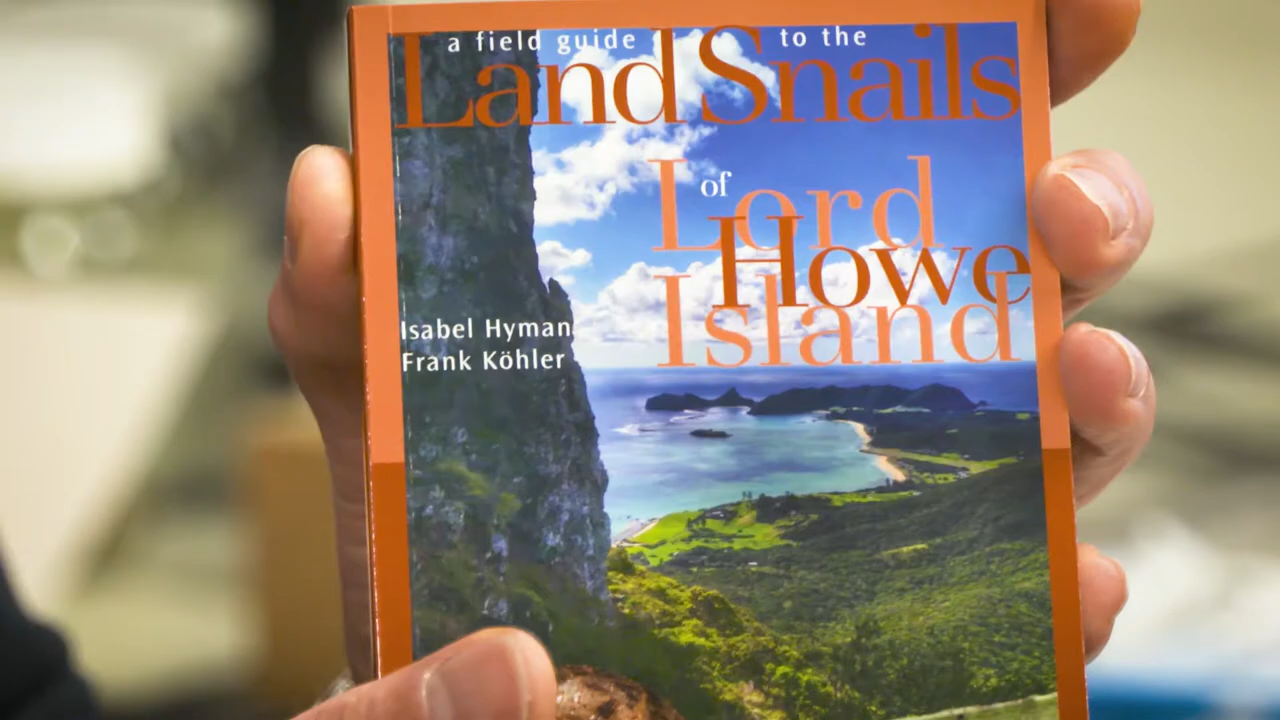 a field guide to the
Land Snails
of Lord
Howe
Island
Isabel Hyman
Frank Köhler